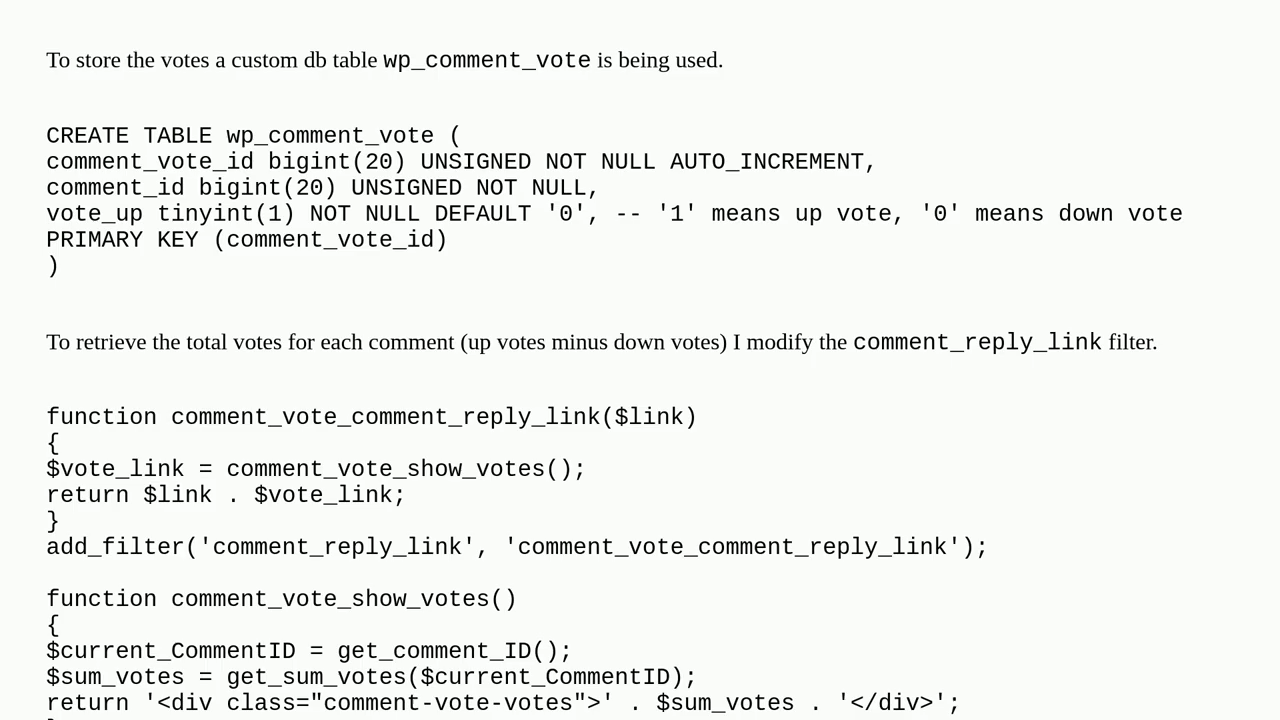 To store the votes a custom db table wp_comment_vote is being used.
CREATE TABLE wp_comment_vote (
comment_vote_id bigint(20) UNSIGNED NOT NULL AUTO_INCREMENT,
comment_id bigint(20) UNSIGNED NOT NULL,
vote_up tinyint(1) NOT NULL DEFAULT '0', -- '1' means up vote, '0' means down vote
PRIMARY KEY (comment_vote_id)
)
To retrieve the total votes for each comment (up votes minus down votes) I modify the comment_reply_link filter.
function comment_vote_comment_reply_link($link)
{
$vote_link = comment_vote_show_votes();
return $link . $vote_link;
}
add_filter('comment_reply_link', 'comment_vote_comment_reply_link');
function comment_vote_show_votes()
{
$current_CommentID = get_comment_ID();
$sum_votes = get_sum_votes($current_CommentID);
return '<div class="comment-vote-votes">' . $sum_votes . '</div>';